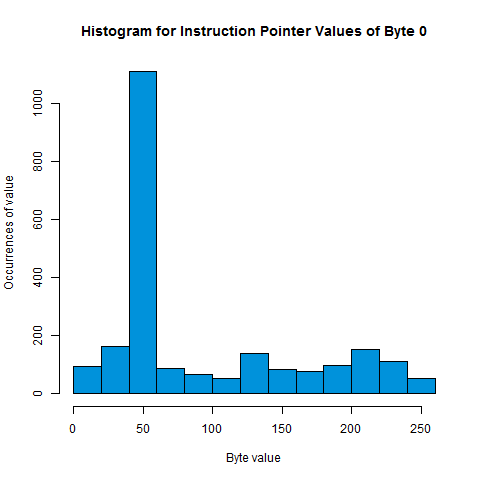 Histogram for Instruction Pointer Values of Byte 0
Occurrences of value
1000
800
600
400
200
0
0 50 100 150 200 250
Byte value